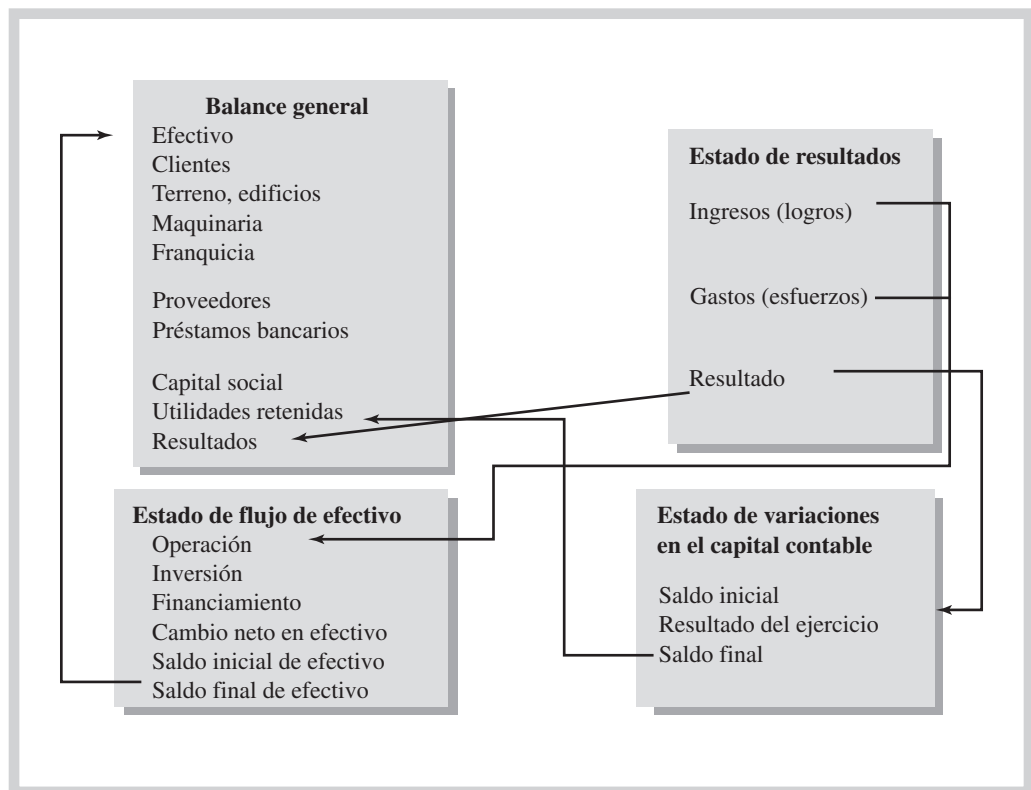 Balance general
Efectivo
Clientes
Terreno, edificios
Maquinaria
Franquicia
Proveedores
Préstamos bancarios
Capital social
Utilidades retenidas
Resultados
Estado de resultados
Ingresos (logros)
Gastos (esfuerzos)
Resultado
Estado de flujo de efectivo
Operación
Inversión
Financiamiento
Cambio neto en efectivo
Saldo inicial de efectivo
Saldo final de efectivo
Estado de variaciones
en el capital contable
Saldo inicial
Resultado del ejercicio
Saldo final